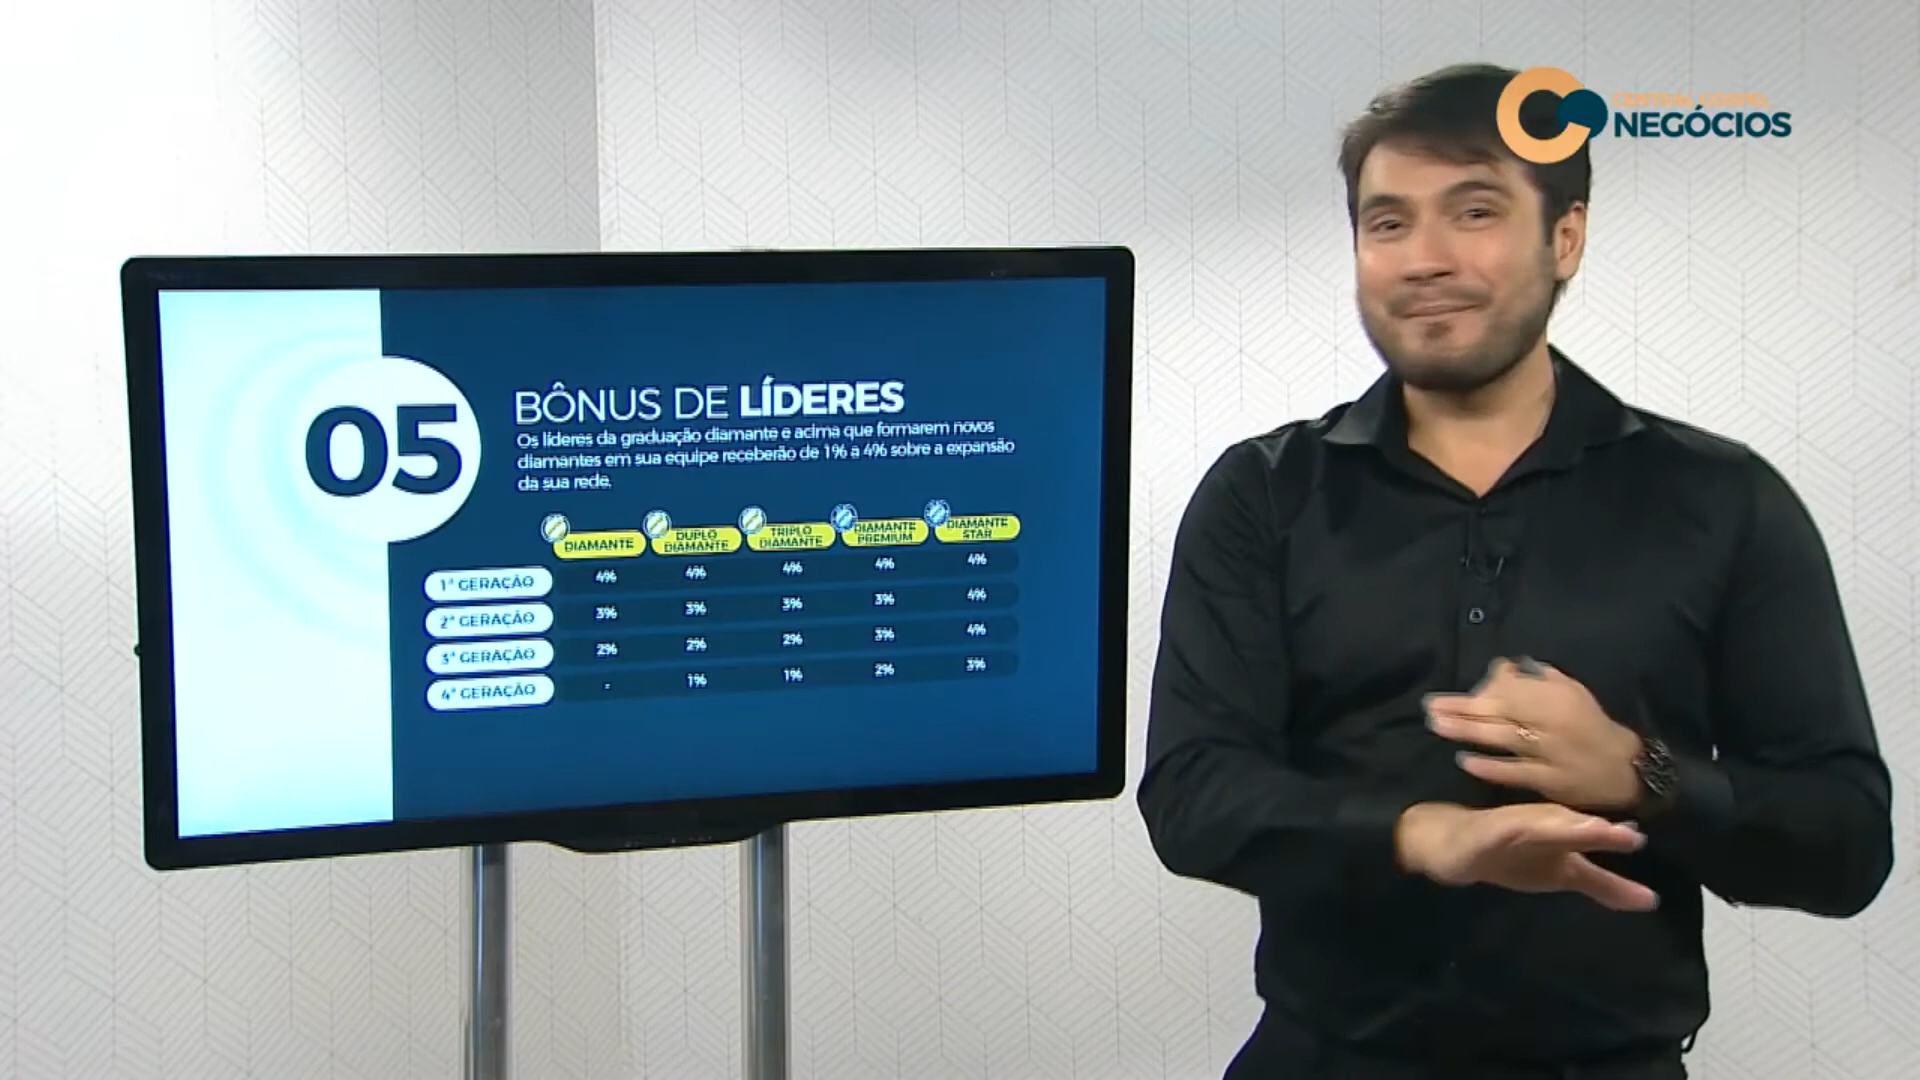 CENTRAL GOSPEL
NEGÓCIOS
05
BÔNUS DE LÍDERES
Os líderes da graduação diamante e acima que formarem novos
diamantes em sua equipe receberão de 1% a 4% sobre a expansão
da sua rede.
DIAMANTE DUPLO DIAMANTE TRIPLO DIAMANTE DIAMANTE PREMIUM DIAMANTE STAR
1ª GERAÇÃO 4% 4% 4% 4% 4%
2ª GERAÇÃO 3% 3% 3% 3% 4%
3ª GERAÇÃO 2% 2% 2% 3% 4%
4ª GERAÇÃO - 1% 1% 2% 3%